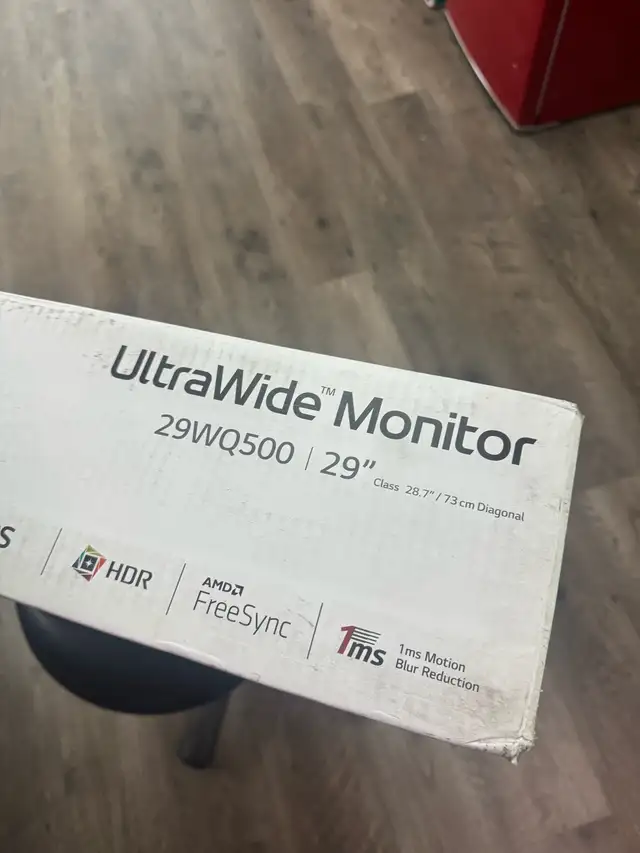 UltraWide™ Monitor
29WQ500 | 29" Class 28.7" / 73 cm Diagonal
S
HDR
AMD
FreeSync
1ms
1ms Motion
Blur Reduction